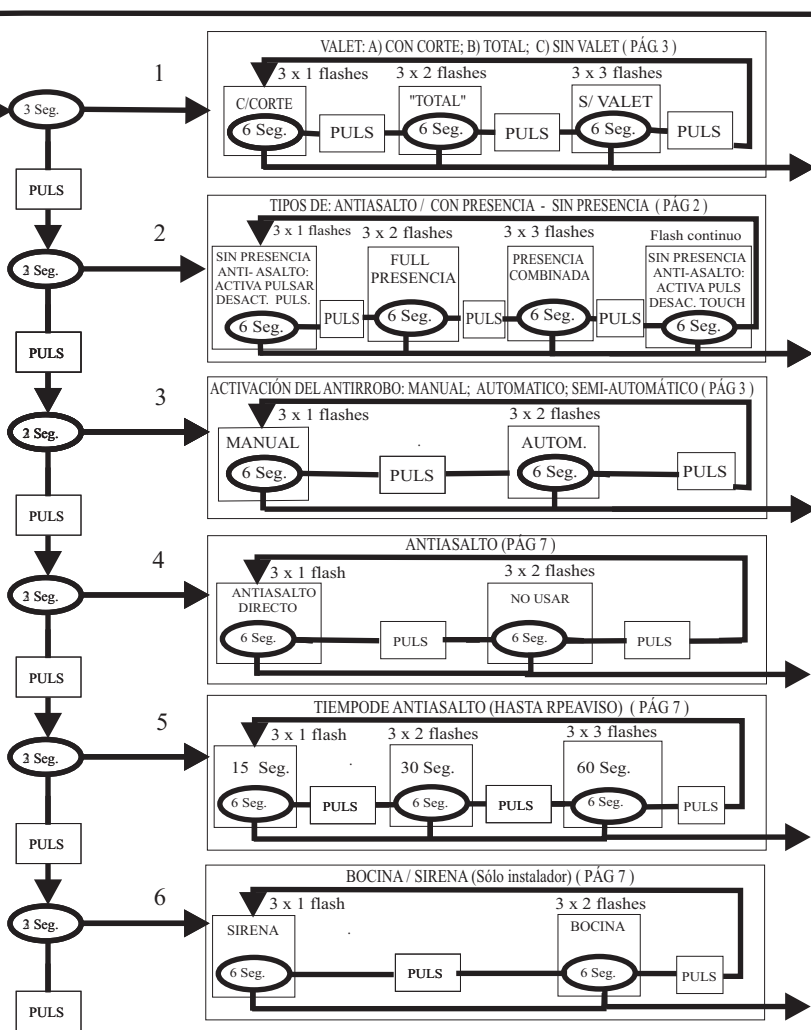 VALET: A) CON CORTE; B) TOTAL; C) SIN VALET ( PÁG. 3 )
1
3 x 1 flashes 3 x 2 flashes 3 x 3 flashes
C/CORTE "TOTAL" S/ VALET
3 Seg.
6 Seg. PULS 6 Seg. PULS 6 Seg. PULS
PULS
TIPOS DE: ANTIASALTO / CON PRESENCIA - SIN PRESENCIA ( PÁG 2 )
2
3 x 1 flashes 3 x 2 flashes 3 x 3 flashes Flash continuo
SIN PRESENCIA
ANTI- ASALTO:
ACTIVA PULSAR
DESACT. PULS.
FULL
PRESENCIA
PRESENCIA
COMBINADA
SIN PRESENCIA
ANTI-ASALTO:
ACTIVA PULS
DESAC. TOUCH
2 Seg.
6 Seg. PULS 6 Seg. PULS 6 Seg. PULS 6 Seg.
PULS
ACTIVACIÓN DEL ANTIRROBO: MANUAL; AUTOMATICO; SEMI-AUTOMÁTICO ( PÁG 3 )
3
3 x 1 flashes 3 x 2 flashes
MANUAL AUTOM.
2 Seg.
6 Seg. PULS 6 Seg. PULS
PULS
ANTIASALTO (PÁG 7 )
4
3 x 1 flash 3 x 2 flashes
ANTIASALTO
DIRECTO
NO USAR
2 Seg.
6 Seg. PULS 6 Seg. PULS
PULS
TIEMPODE ANTIASALTO (HASTA RPEAVISO) ( PÁG 7 )
5
3 x 1 flash 3 x 2 flashes 3 x 3 flashes
15 Seg. 30 Seg. 60 Seg.
2 Seg.
6 Seg. PULS 6 Seg. PULS 6 Seg. PULS
PULS
BOCINA / SIRENA (Sólo instalador) ( PÁG 7 )
6
3 x 1 flash 3 x 2 flashes
SIRENA BOCINA
2 Seg.
6 Seg. PULS 6 Seg. PULS
PULS